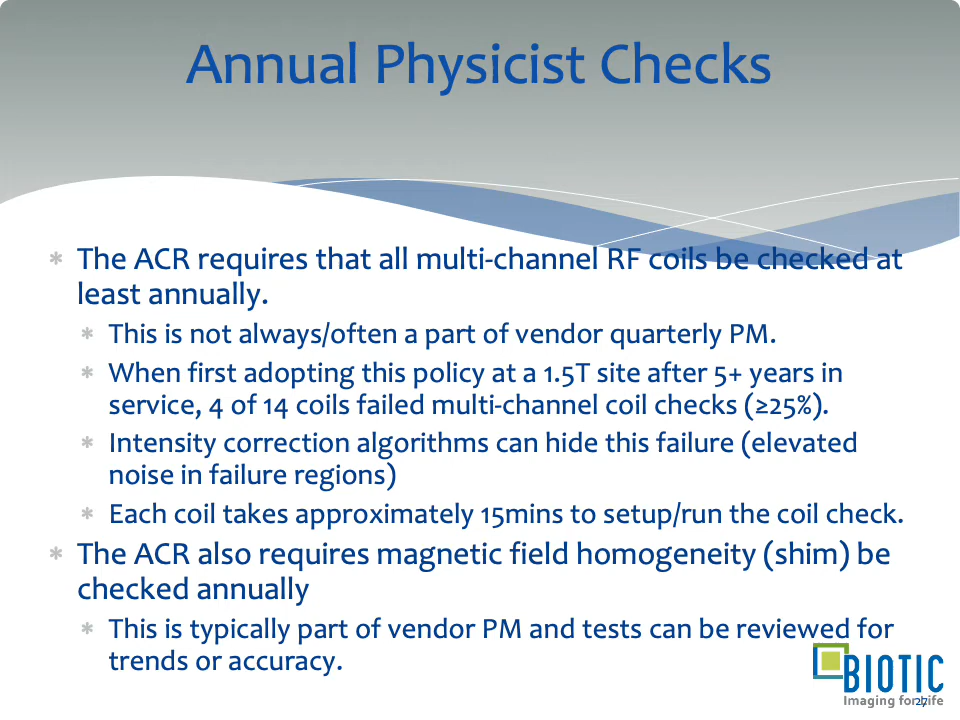 Annual Physicist Checks
* The ACR requires that all multi-channel RF coils be checked at
least annually.
* This is not always/often a part of vendor quarterly PM.
* When first adopting this policy at a 1.5T site after 5+ years in
service, 4 of 14 coils failed multi-channel coil checks (≥25%).
* Intensity correction algorithms can hide this failure (elevated
noise in failure regions)
* Each coil takes approximately 15mins to setup/run the coil check.
* The ACR also requires magnetic field homogeneity (shim) be
checked annually
* This is typically part of vendor PM and tests can be reviewed for
trends or accuracy.
BIOTIC
Imaging for Life
27